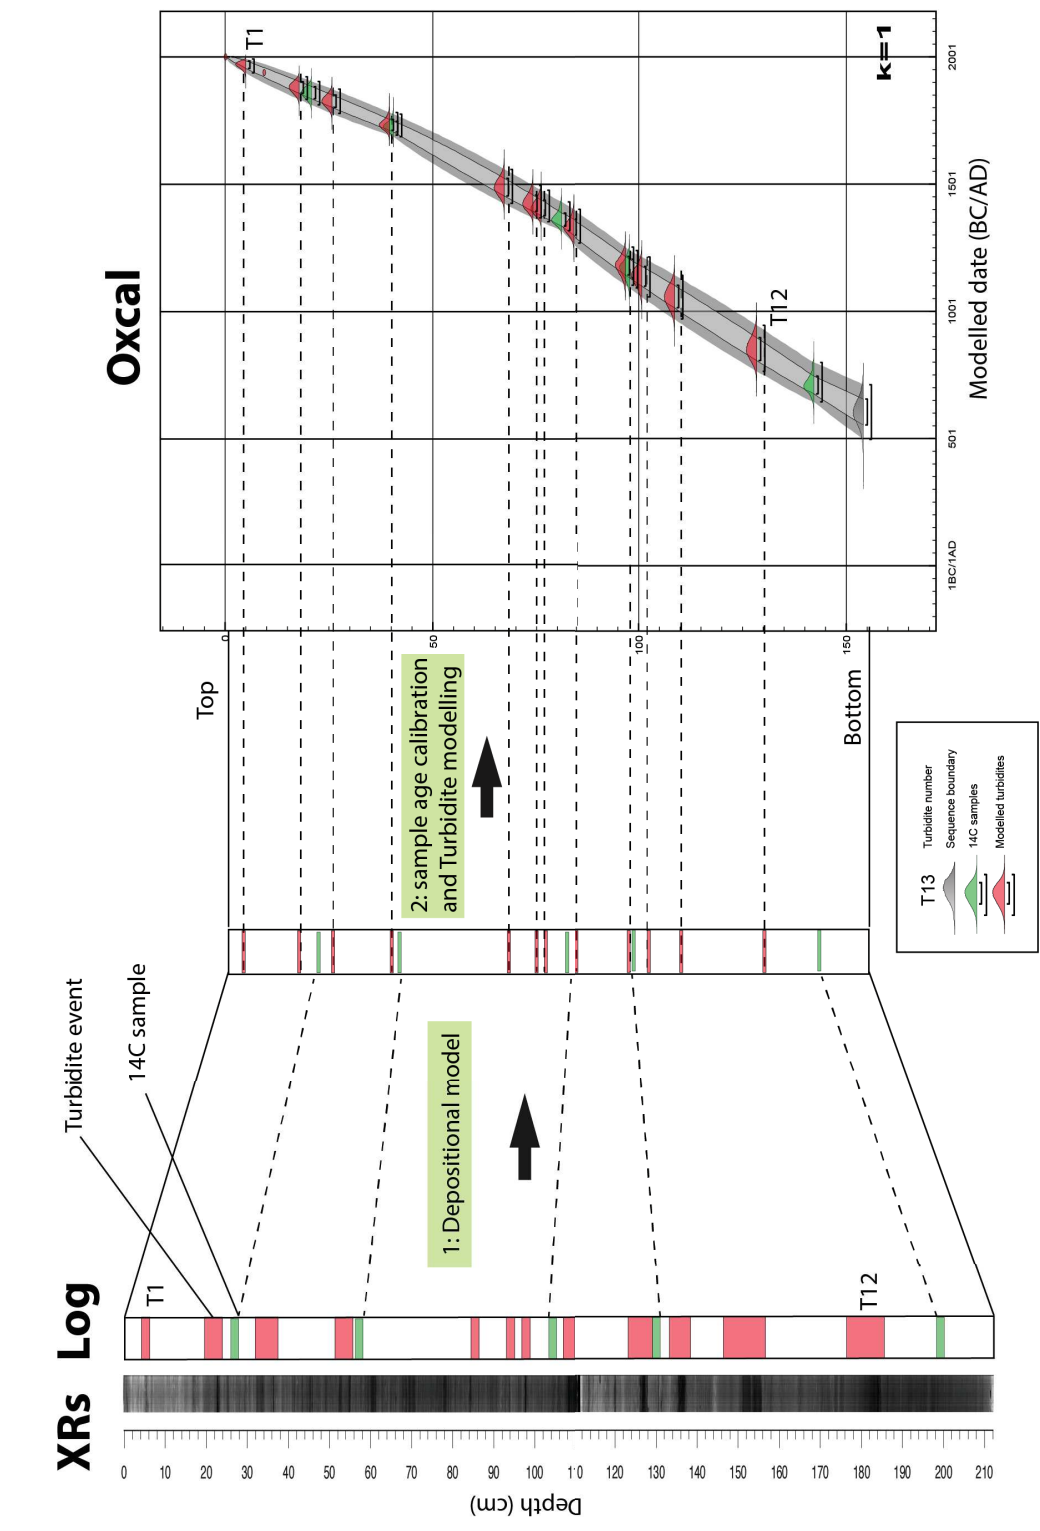 XRs
Log
Oxcal
Turbidite event
14C sample
T1
T12
1: Depositional model
2: sample age calibration
and Turbidite modelling
Top
Bottom
T1
T12
k=1
0
50
100
150
1BC/1AD
501
1001
1501
2001
Modelled date (BC/AD)
T13
Turbidite number
Sequence boundary
14C samples
Modelled turbidites
0
10
20
30
40
50
60
70
80
90
100
110
120
130
140
150
160
170
180
190
200
210
Depth (cm)